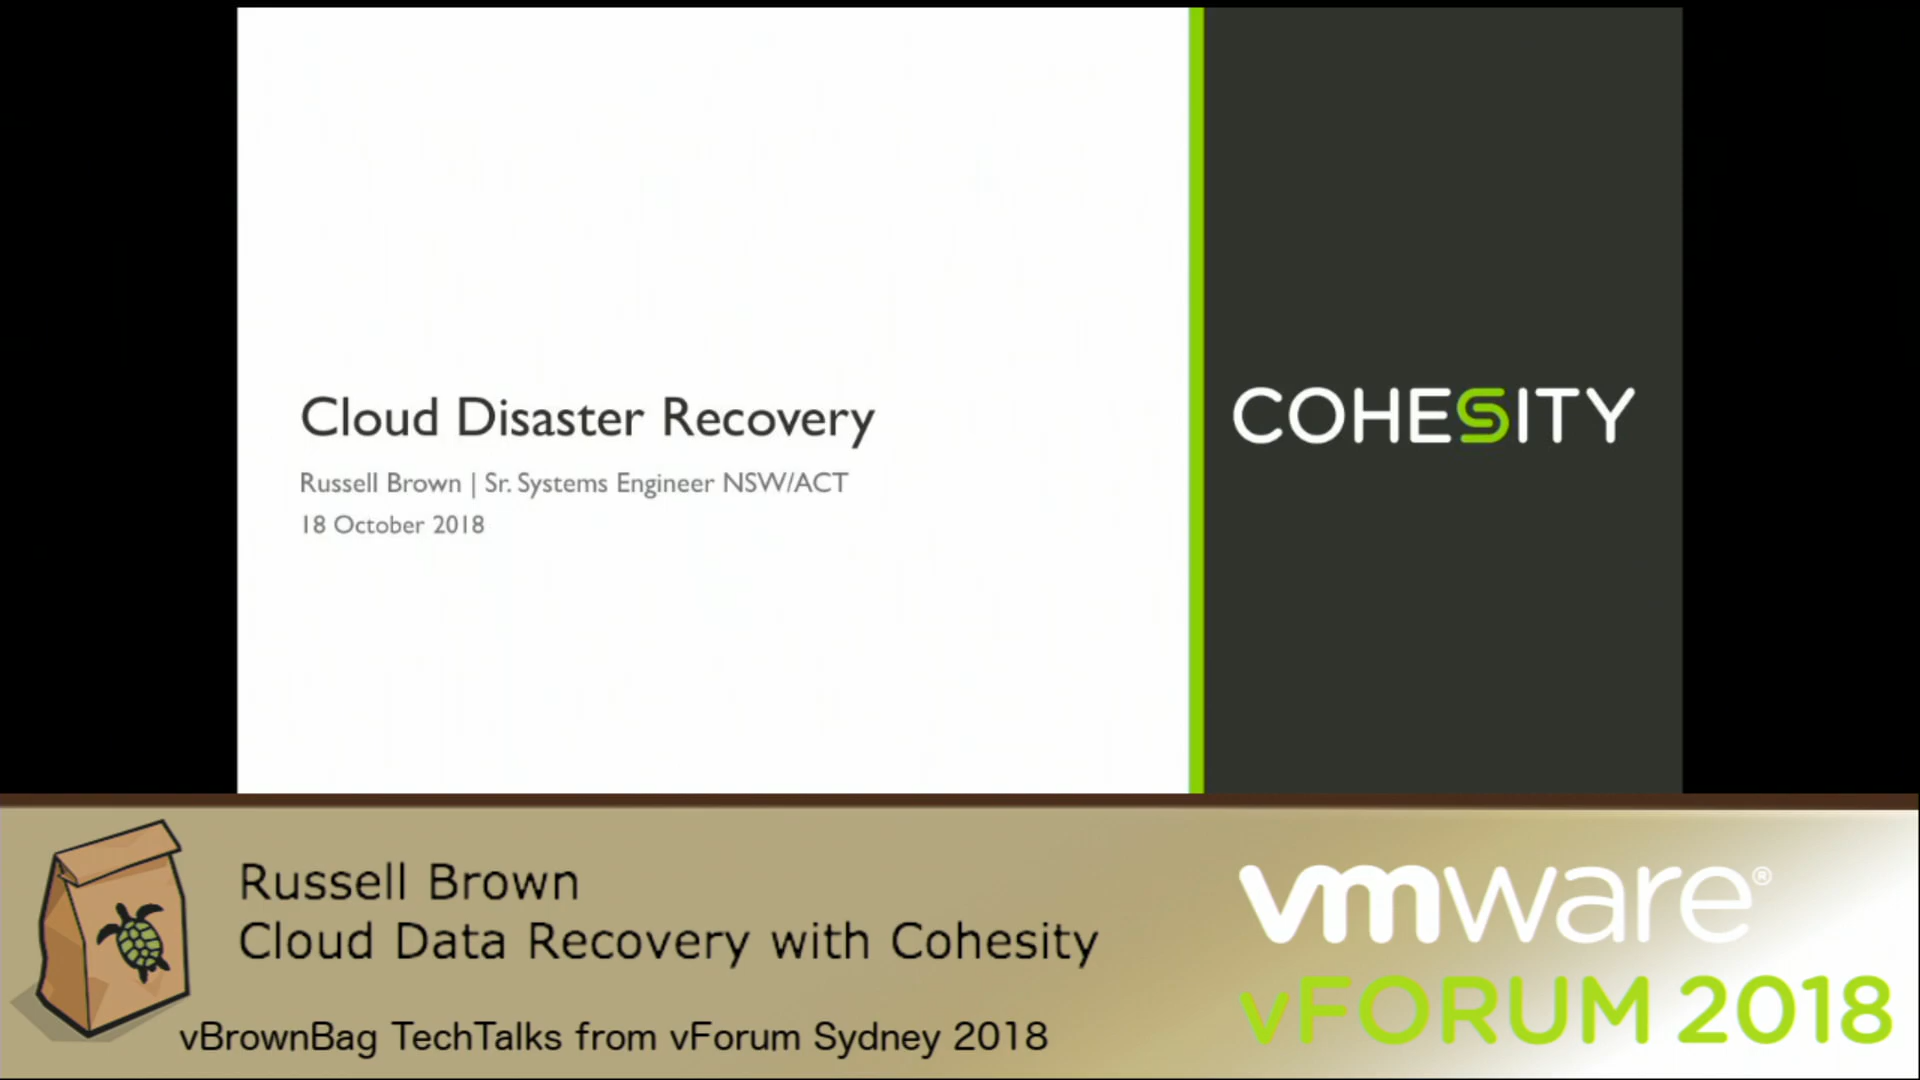 Cloud Disaster Recovery
Russell Brown | Sr. Systems Engineer NSW/ACT
18 October 2018
COHESITY
Russell Brown
Cloud Data Recovery with Cohesity
vBrownBag TechTalks from vForum Sydney 2018
vmware®
vFORUM 2018